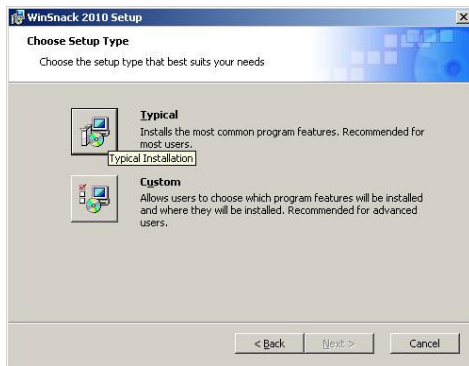 WinSnack 2010 Setup
Choose Setup Type
Choose the setup type that best suits your needs
Typical
Installs the most common program features. Recommended for
most users.
Typical Installation
Custom
Allows users to choose which program features will be installed
and where they will be installed. Recommended for advanced
users.
< Back
Next >
Cancel